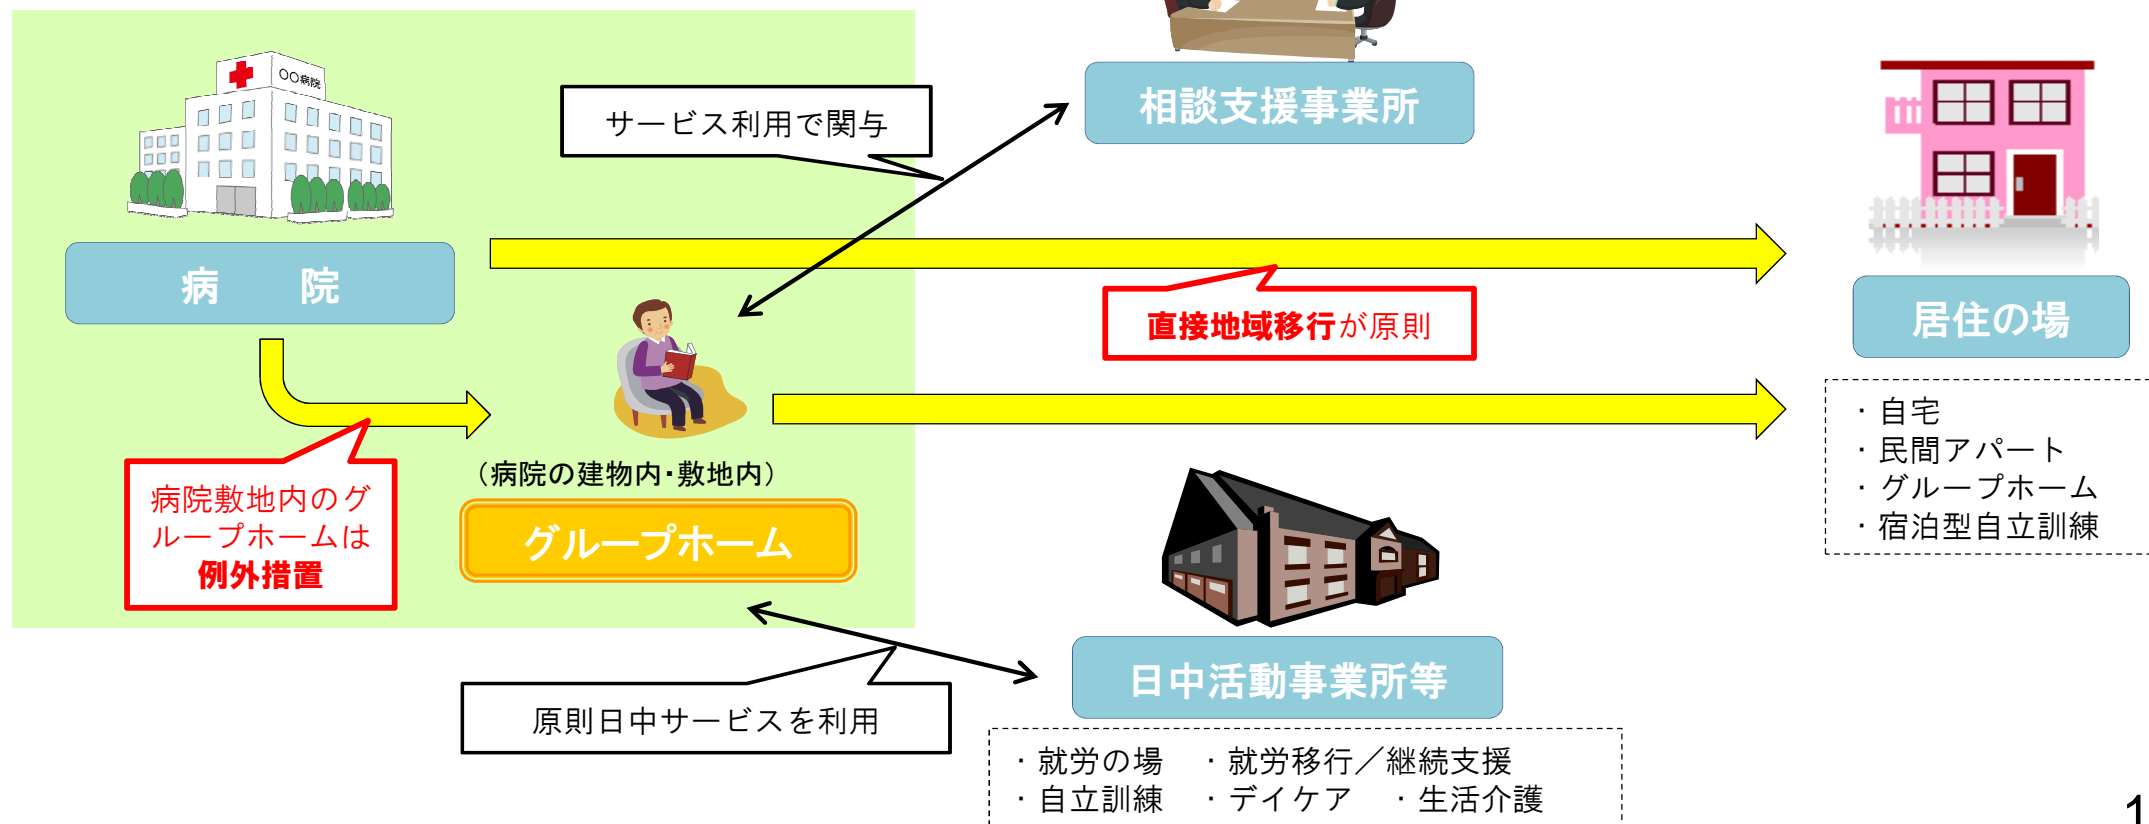 〇〇病院
サービス利用で関与
相談支援事業所
病　　院
直接地域移行が原則
居住の場
・自宅
・民間アパート
・グループホーム
・宿泊型自立訓練
病院敷地内のグ
ループホームは
例外措置
（病院の建物内・敷地内）
グループホーム
原則日中サービスを利用
日中活動事業所等
・就労の場　・就労移行／継続支援
・自立訓練　・デイケア　・生活介護
1